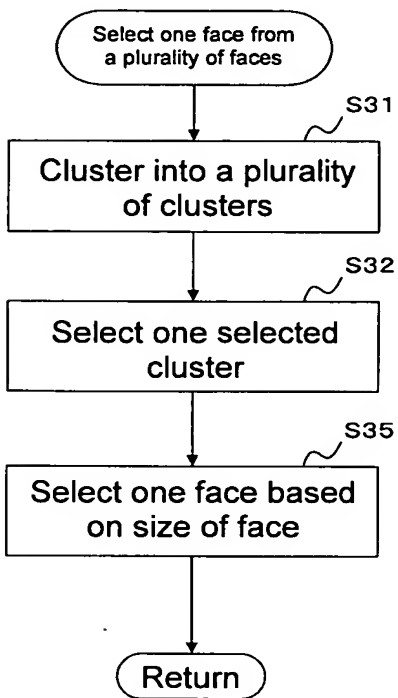 Select one face from
a plurality of faces
S31
Cluster into a plurality
of clusters
S32
Select one selected
cluster
S35
Select one face based
on size of face
Return